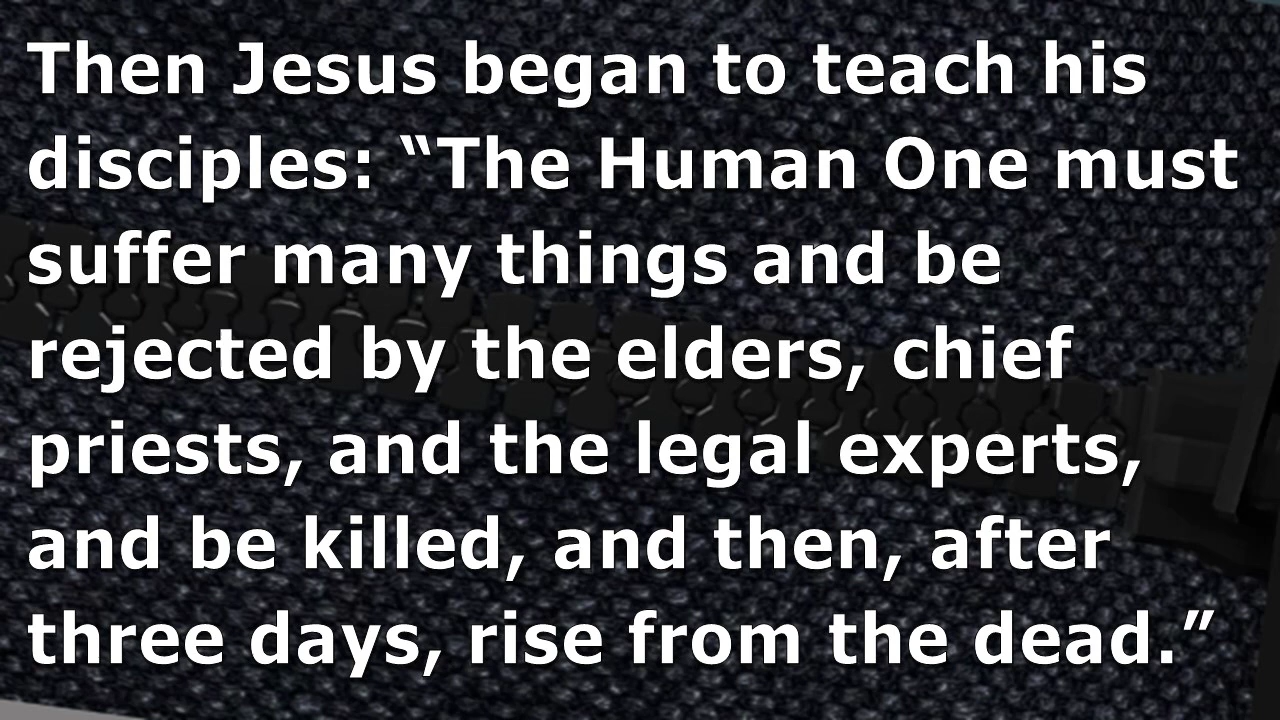 Then Jesus began to teach his
disciples: “The Human One must
suffer many things and be
rejected by the elders, chief
priests, and the legal experts,
and be killed, and then, after
three days, rise from the dead.”